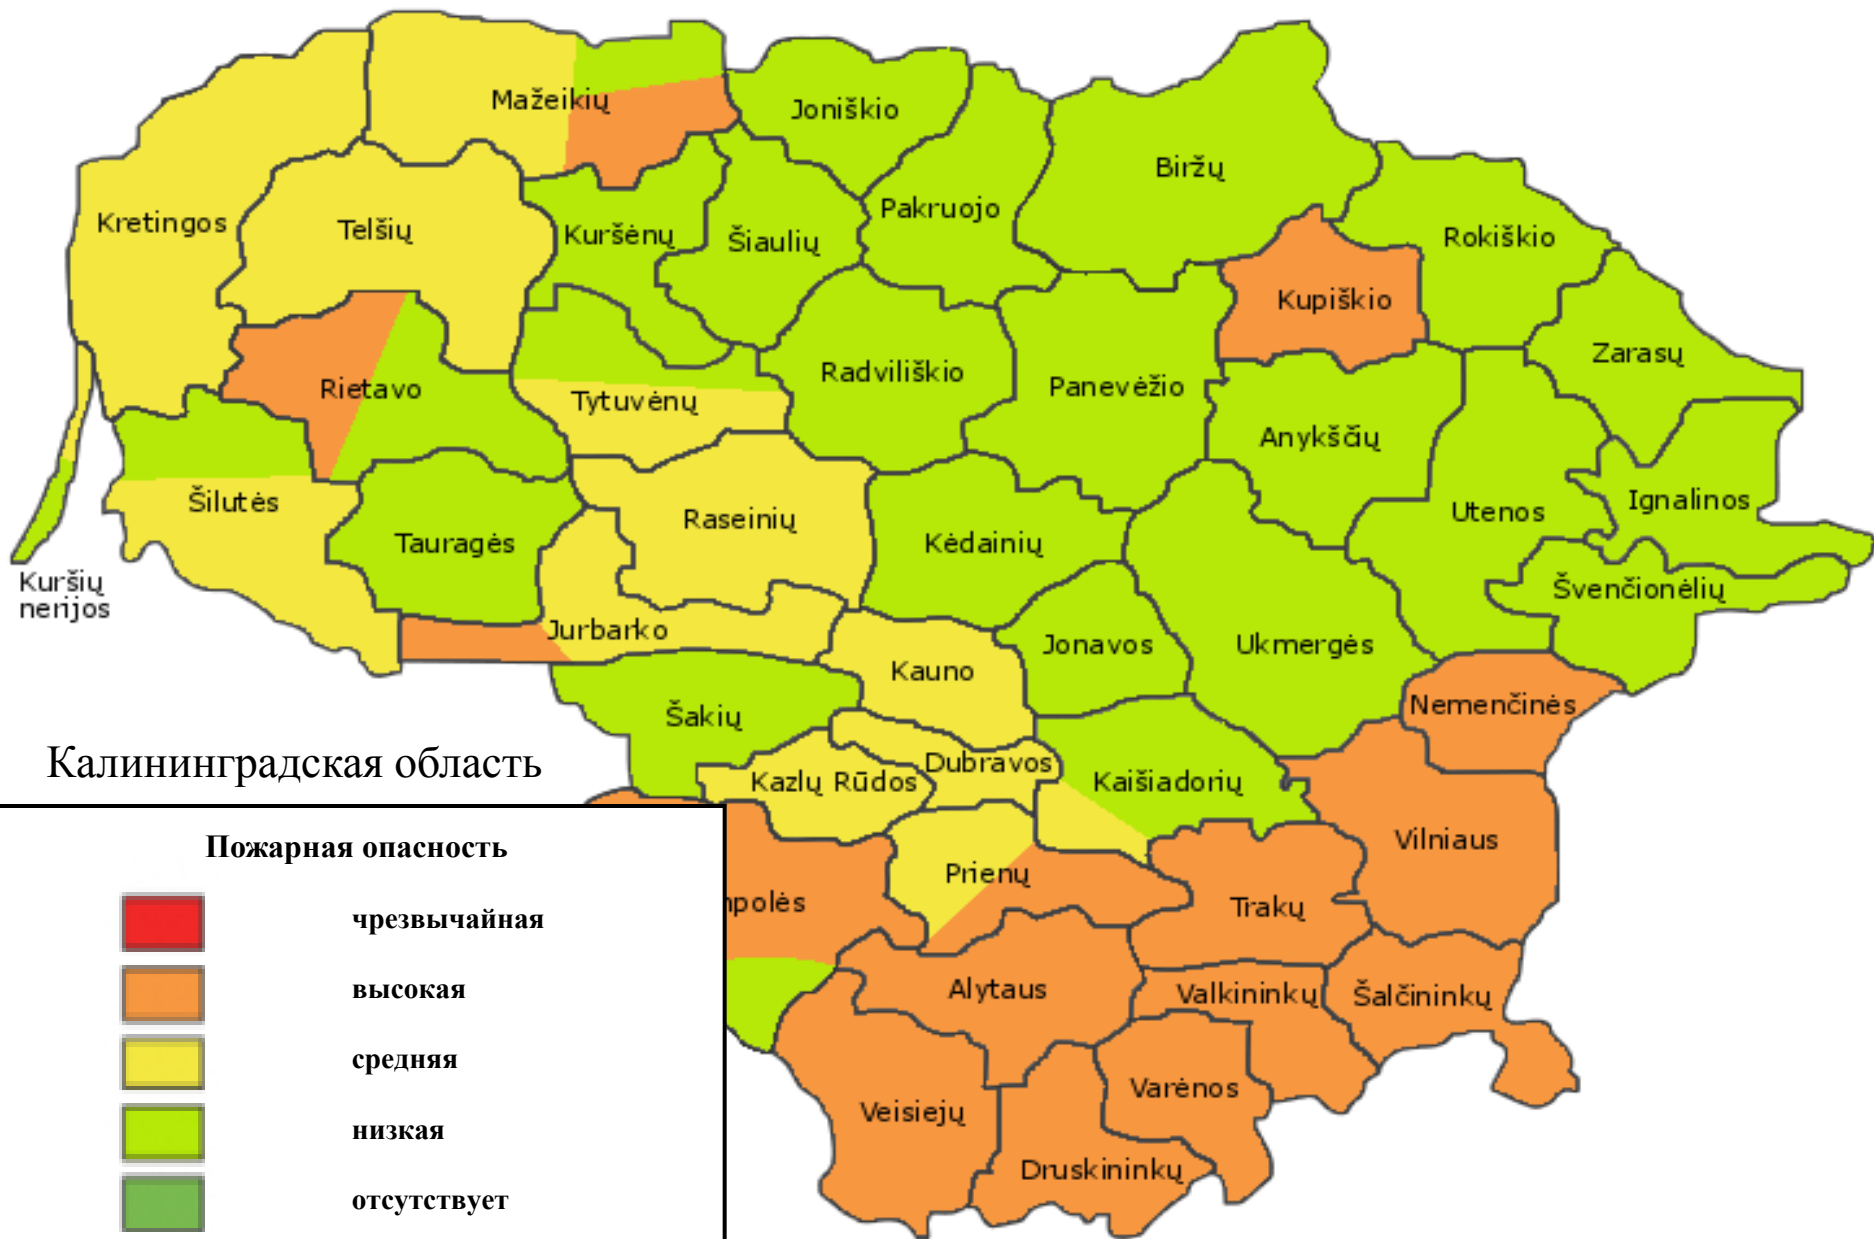 Mažeikių
Joniškio
Biržų
Kretingos
Telšių
Kuršėnų
Šiaulių
Pakruojo
Rokiškio
Kupiškio
Rietavo
Tytuvėnų
Radviliškio
Panevėžio
Zarasų
Anykščių
Šilutės
Tauragės
Raseinių
Kėdainių
Utenos
Ignalinos
Kuršių
nerijos
Švenčionėlių
Jurbarko
Kauno
Jonavos
Ukmergės
Šakių
Nemenčinės
Калининградская область
Kazlų Rūdos
Dubravos
Kaišiadorių
Vilniaus
Prienų
mpolės
Trakų
Alytaus
Valkininkų
Šalčininkų
Veisiejų
Varėnos
Druskininkų
Пожарная опасность
чрезвычайная
высокая
средняя
низкая
отсутствует